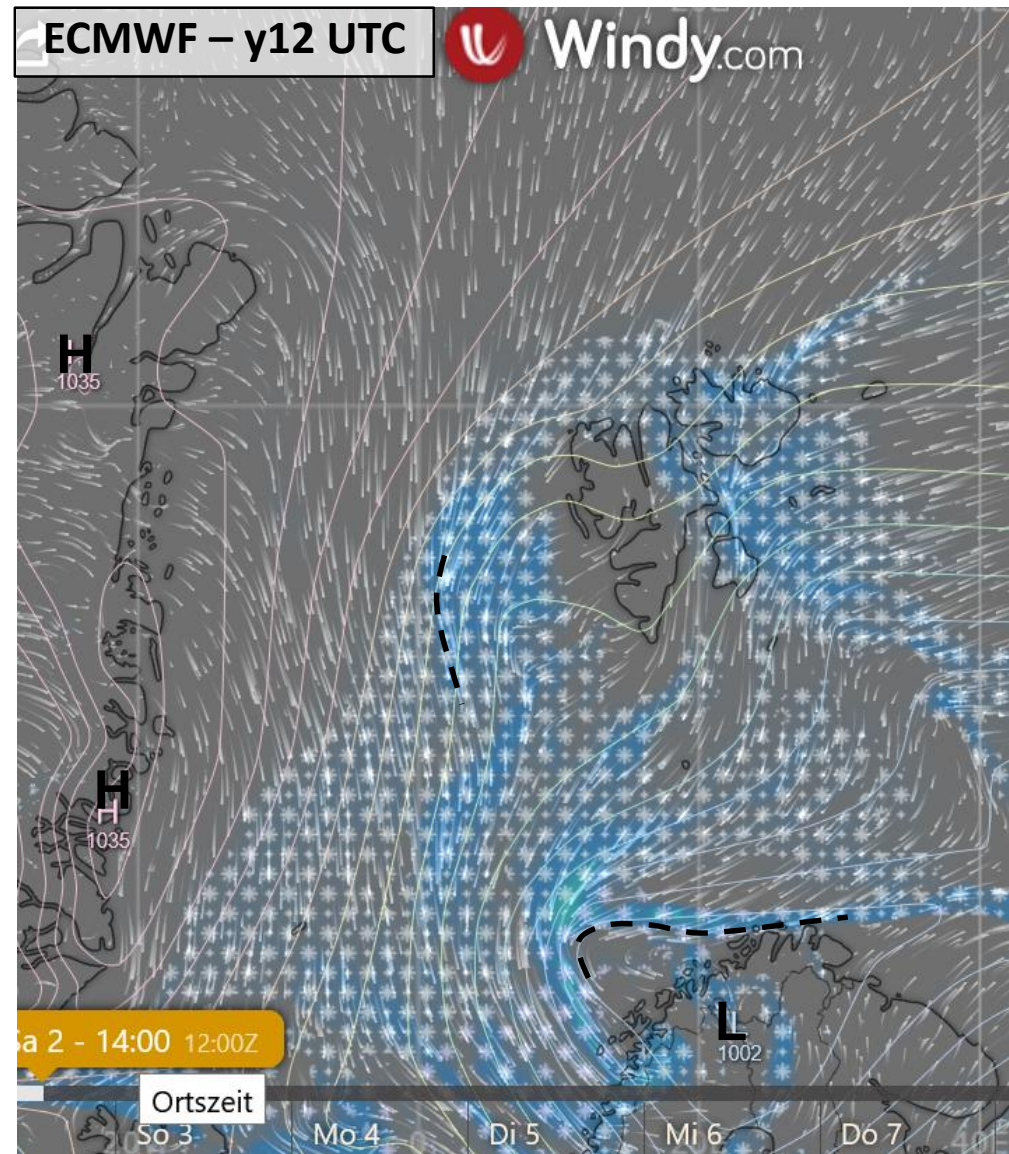 ECMWF – y12 UTC
Windy.com
H
1035
H
H
1035
L
1002
Sa 2 - 14:00 12:00Z
Ortszeit
So 3 Mo 4 Di 5 Mi 6 Do 7